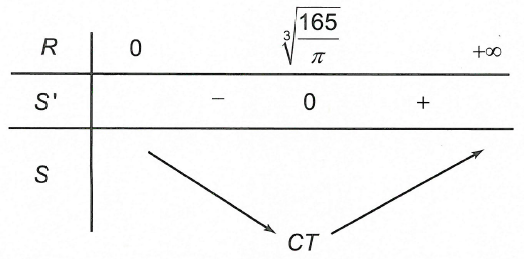 R 0 ∛(165/π) +∞
S' − 0 +
S
CT